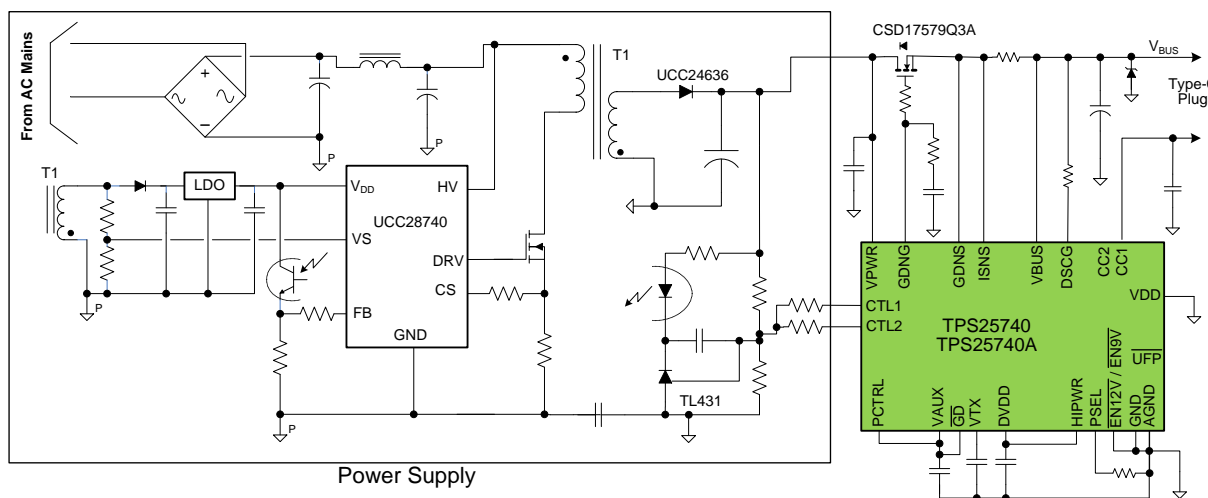 From AC Mains
P
P
T1
UCC24636
CSD17579Q3A
VBUS
Type-C
Plug
T1
LDO
VDD
HV
UCC28740
VS
DRV
CS
FB
GND
P
P
TL431
Power Supply
VPWR
GDNG
GDNS
ISNS
VBUS
DSCG
CC2
CC1
VDD
CTL1
CTL2
TPS25740
TPS25740A
UFP
PCTRL
VAUX
GD
VTX
DVDD
HIPWR
PSEL
EN12V / EN9V
GND
AGND